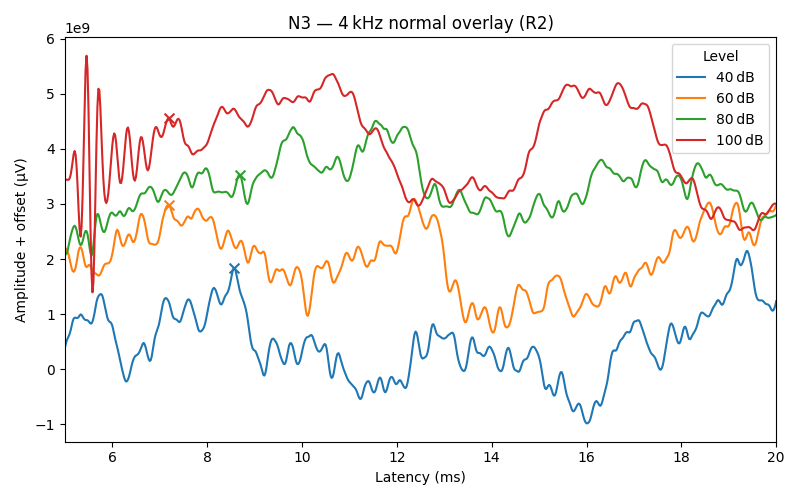 N3 — 4 kHz normal overlay (R2)
1e9
Level
40 dB
60 dB
80 dB
100 dB
6
5
4
3
2
1
0
−1
Amplitude + offset (µV)
6 8 10 12 14 16 18 20
Latency (ms)